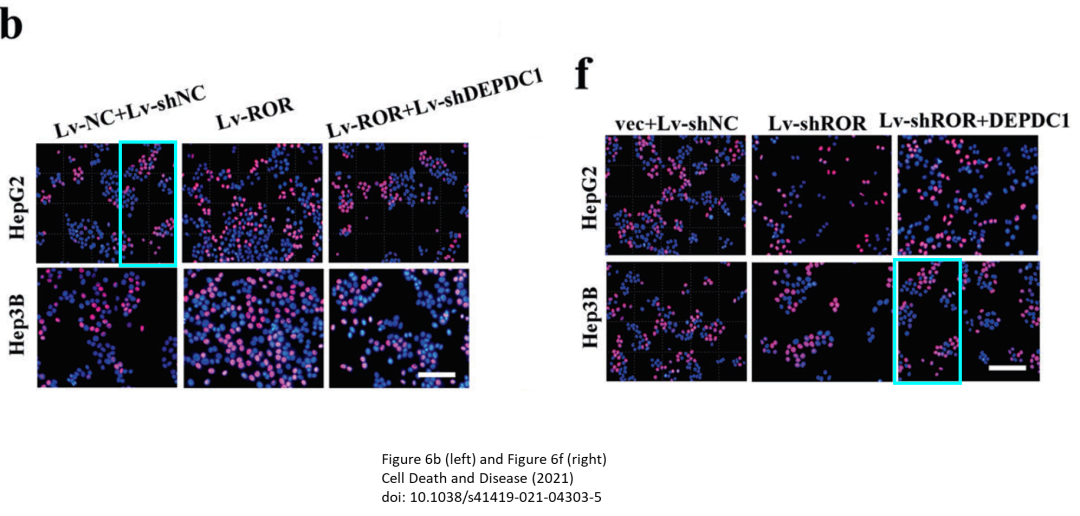 b
Lv-NC+Lv-shNC
Lv-ROR
Lv-ROR+Lv-shDEPDC1
HepG2
Hep3B
f
vec+Lv-shNC
Lv-shROR
Lv-shROR+DEPDC1
HepG2
Hep3B
Figure 6b (left) and Figure 6f (right)
Cell Death and Disease (2021)
doi: 10.1038/s41419-021-04303-5